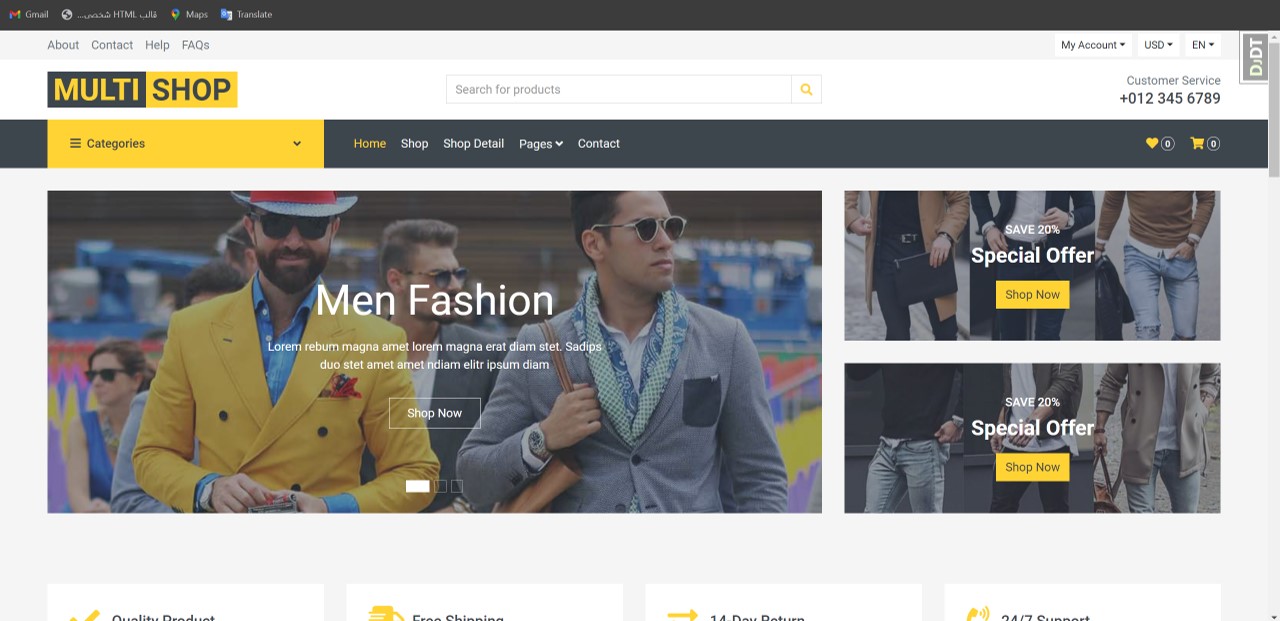 Gmail
قالب HTML شخصی...
Maps
Translate
About Contact Help FAQs
My Account USD EN
DJDT
MULTI SHOP
Search for products
Customer Service
+012 345 6789
Categories
Home Shop Shop Detail Pages Contact
0 0
Men Fashion
Lorem rebum magna amet lorem magna erat diam stet. Sadips
duo stet amet amet ndiam elitr ipsum diam
Shop Now
SAVE 20%
Special Offer
Shop Now
SAVE 20%
Special Offer
Shop Now
Quality Product
Free Shipping
14-Day Return
24/7 Support